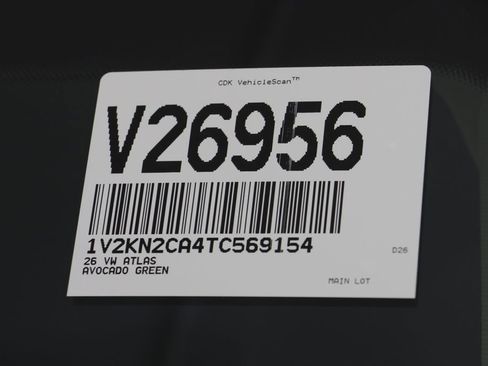 CDK VehicleScan™
V26956
1V2KN2CA4TC569154
26 VW ATLAS
AVOCADO GREEN
D26
MAIN LOT